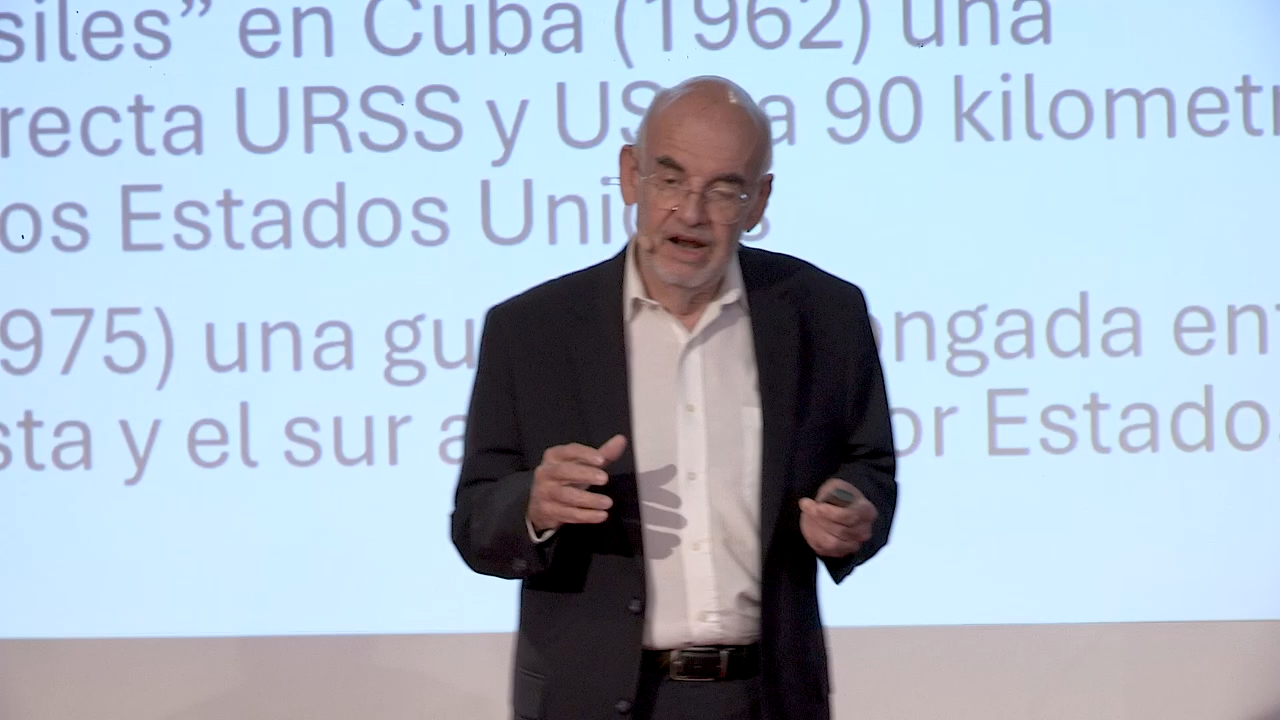 siles” en Cuba (1962) una
recta URSS y US a 90 kilometr
os Estados Uni s
975) una gu ongada en
sta y el sur a or Estado